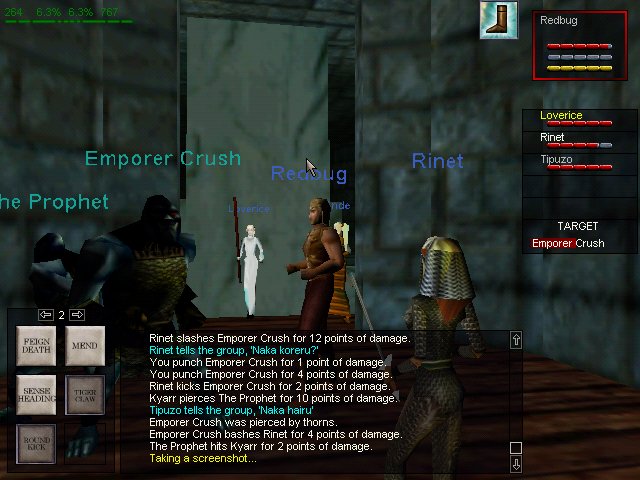 264 6.3% 6.3% 767
Redbug
Loverice
Rinet
Tipuzo
TARGET
Emporer Crush
Emporer Crush
Redbug
Rinet
he Prophet
Loverice
nde
2
FEIGN DEATH
MEND
SENSE HEADING
TIGER CLAW
ROUND KICK
Rinet slashes Emporer Crush for 12 points of damage.
Rinet tells the group, 'Naka koreru?'
You punch Emporer Crush for 1 point of damage.
You punch Emporer Crush for 4 points of damage.
Rinet kicks Emporer Crush for 2 points of damage.
Kyarr pierces The Prophet for 10 points of damage.
Tipuzo tells the group, 'Naka hairu'
Emporer Crush was pierced by thorns.
Emporer Crush bashes Rinet for 4 points of damage.
The Prophet hits Kyarr for 2 points of damage.
Taking a screenshot...